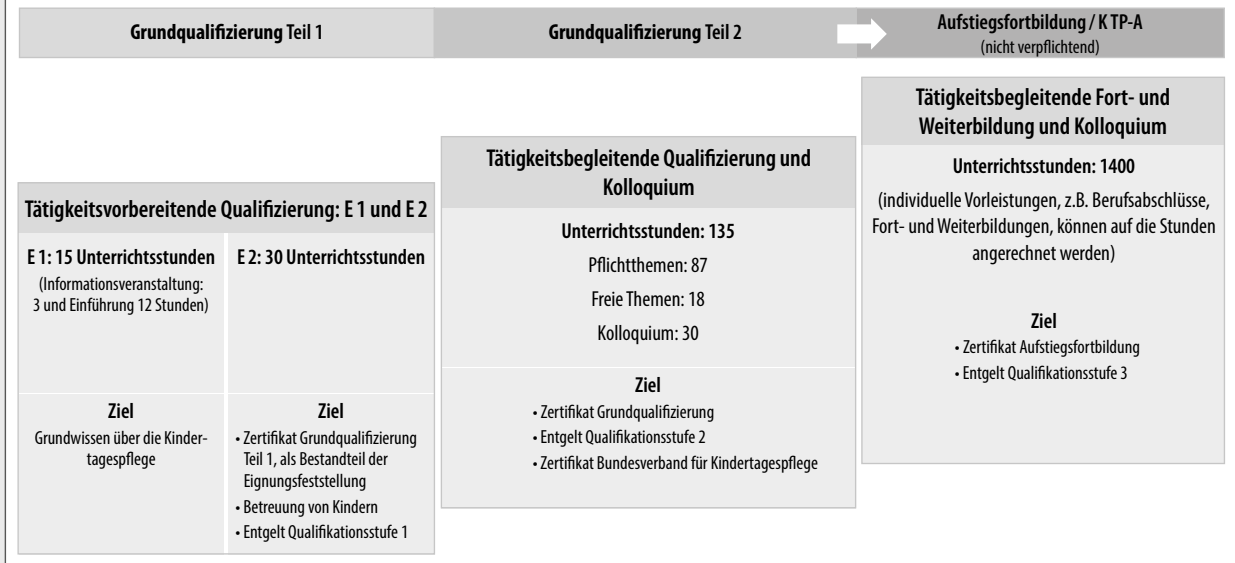 Grundqualifizierung Teil 1
Grundqualifizierung Teil 2
Aufstiegsfortbildung / K TP-A
(nicht verpflichtend)
Tätigkeitsvorbereitende Qualifizierung: E 1 und E 2
E 1: 15 Unterrichtsstunden
(Informationsveranstaltung:
3 und Einführung 12 Stunden)
Ziel
Grundwissen über die Kinder-
tagespflege
E 2: 30 Unterrichtsstunden
Ziel
• Zertifikat Grundqualifizierung
Teil 1, als Bestandteil der
Eignungsfeststellung
• Betreuung von Kindern
• Entgelt Qualifikationsstufe 1
Tätigkeitsbegleitende Qualifizierung und
Kolloquium
Unterrichtsstunden: 135
Pflichtthemen: 87
Freie Themen: 18
Kolloquium: 30
Ziel
• Zertifikat Grundqualifizierung
• Entgelt Qualifikationsstufe 2
• Zertifikat Bundesverband für Kindertagespflege
Tätigkeitsbegleitende Fort- und
Weiterbildung und Kolloquium
Unterrichtsstunden: 1400
(individuelle Vorleistungen, z.B. Berufsabschlüsse,
Fort- und Weiterbildungen, können auf die Stunden
angerechnet werden)
Ziel
• Zertifikat Aufstiegsfortbildung
• Entgelt Qualifikationsstufe 3